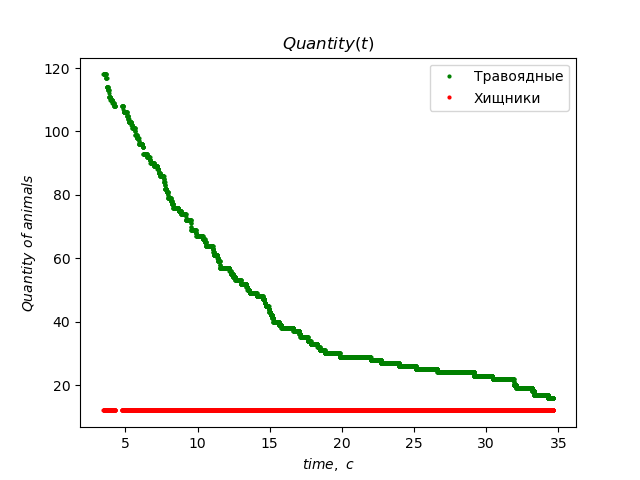 Quantity(t)
Травоядные
Хищники
120
100
80
60
40
20
Quantity of animals
5 10 15 20 25 30 35
time, c